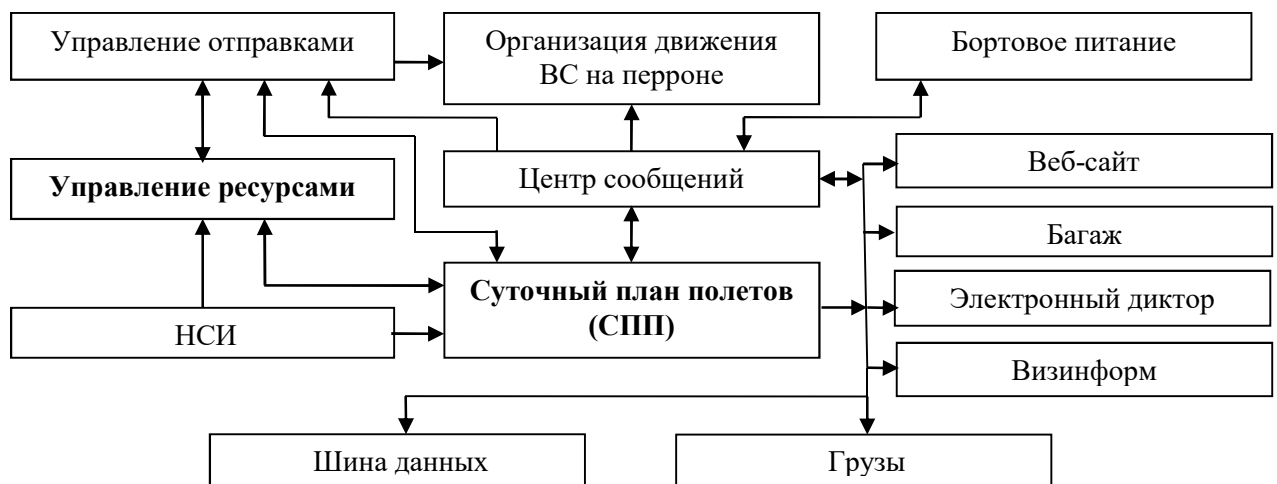 Управление отправками
Организация движения
ВС на перроне
Бортовое питание
Управление ресурсами
Центр сообщений
Веб-сайт
Багаж
Суточный план полетов
(СПП)
Электронный диктор
НСИ
Визинформ
Шина данных
Грузы